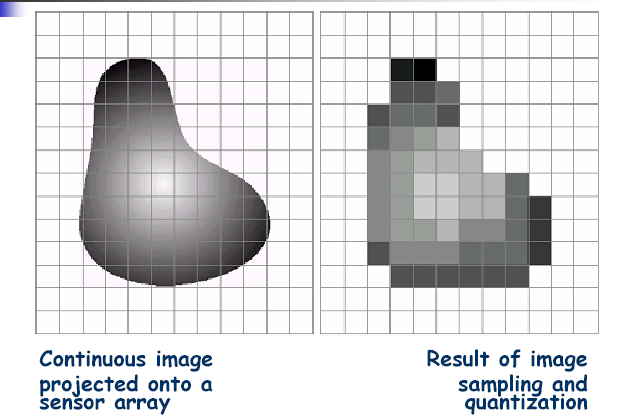 Continuous image
projected onto a
sensor array
Result of image
sampling and
quantization